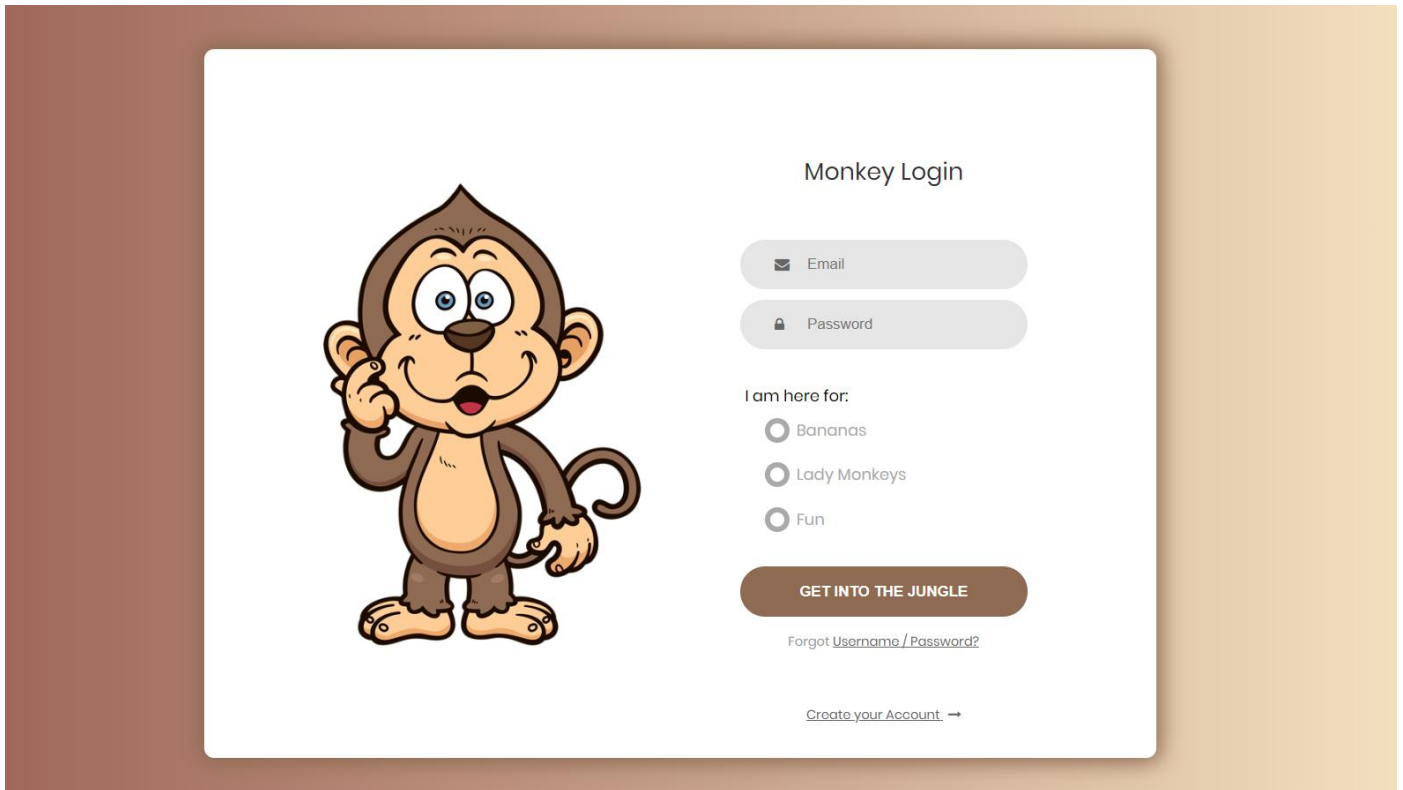 Monkey Login
Email
Password
I am here for:
Bananas
Lady Monkeys
Fun
GET INTO THE JUNGLE
Forgot Username / Password?
Create your Account →